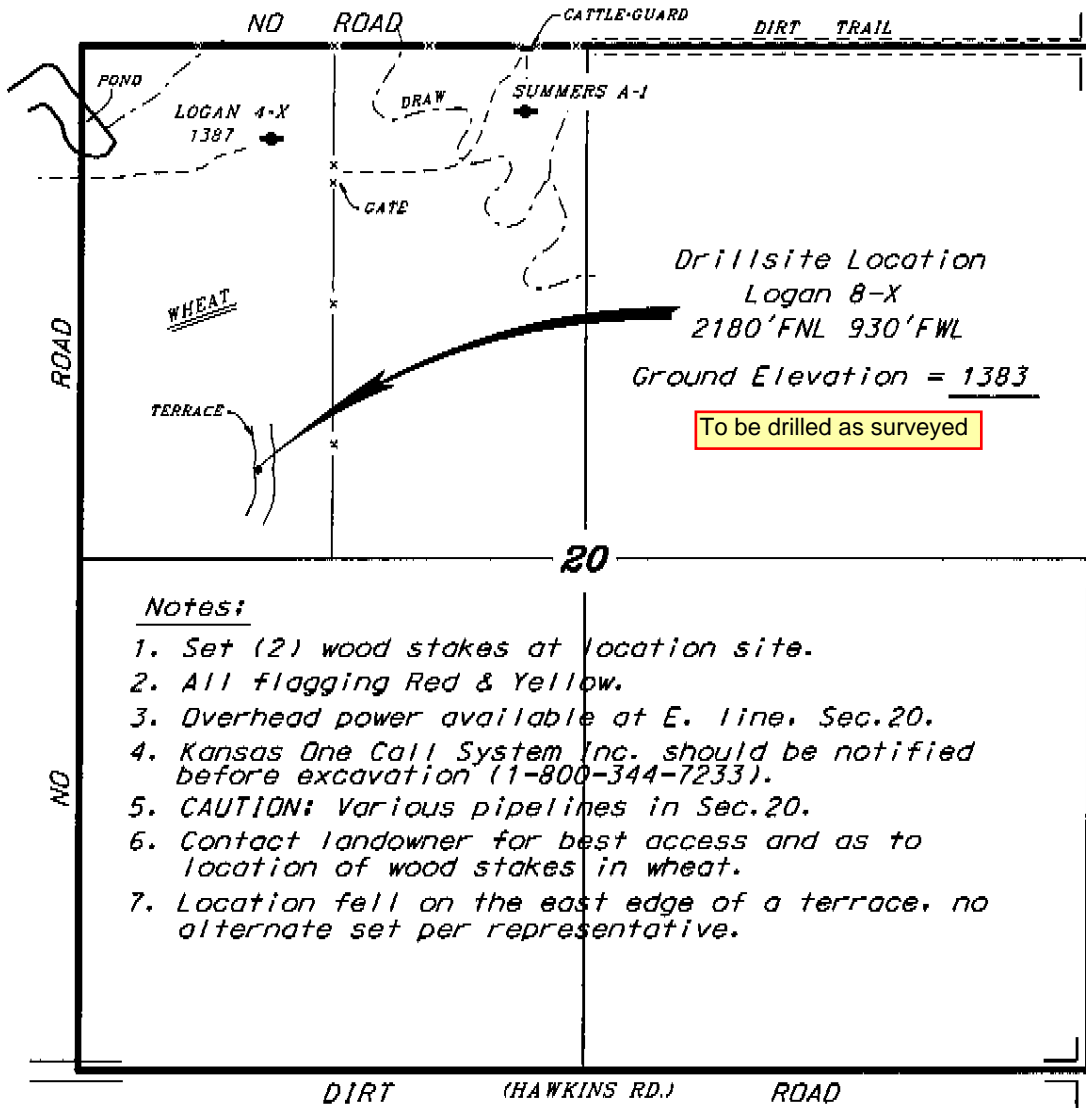 NO ROAD
CATTLE-GUARD
DIRT TRAIL
POND
LOGAN 4-X
1387
DRAW
SUMMERS A-1
GATE
WHEAT
ROAD
Drillsite Location
Logan 8-X
2180'FNL 930'FWL
Ground Elevation = 1383
To be drilled as surveyed
TERRACE
20
Notes:
1. Set (2) wood stakes at location site.
2. All flagging Red & Yellow.
3. Overhead power available at E. line, Sec.20.
4. Kansas One Call System Inc. should be notified
before excavation (1-800-344-7233).
5. CAUTION: Various pipelines in Sec.20.
6. Contact landowner for best access and as to
location of wood stakes in wheat.
7. Location fell on the east edge of a terrace, no
alternate set per representative.
NO
DIRT (HAWKINS RD.) ROAD